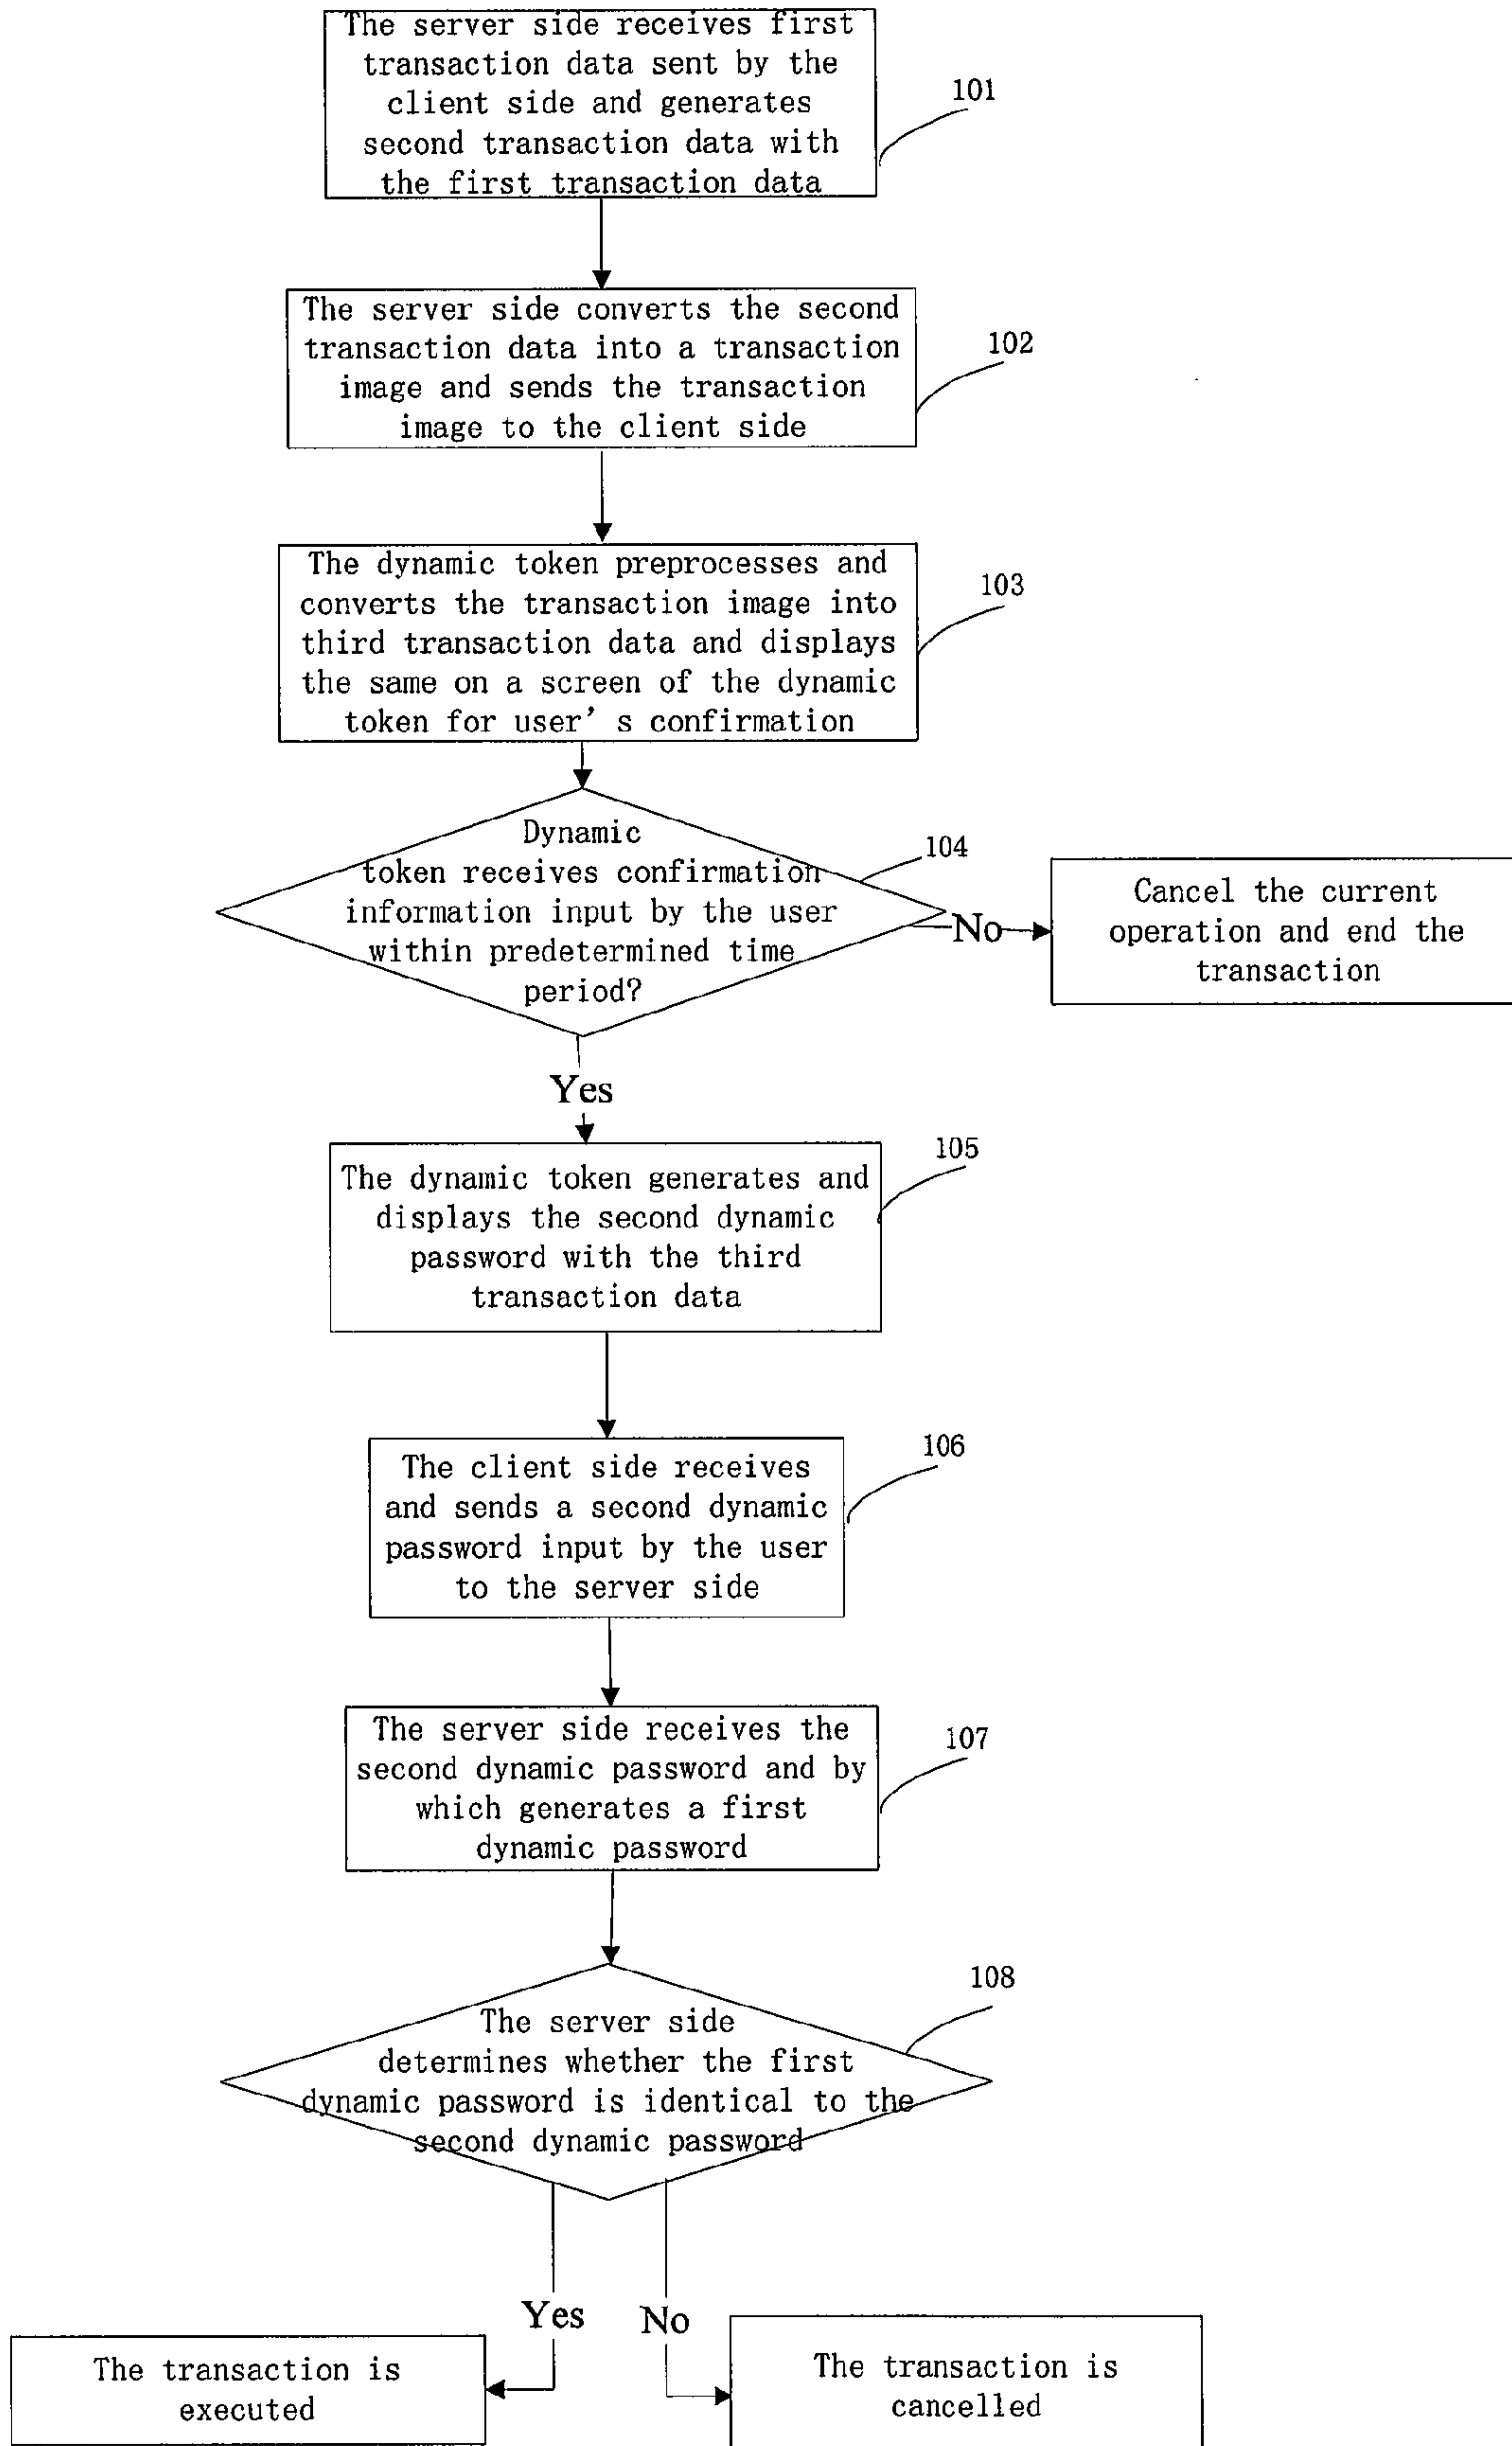 The server side receives first
transaction data sent by the
client side and generates
second transaction data with
the first transaction data
101
The server side converts the second
transaction data into a transaction
image and sends the transaction
image to the client side
102
The dynamic token preprocesses and
converts the transaction image into
third transaction data and displays
the same on a screen of the dynamic
token for user' s confirmation
103
Dynamic
token receives confirmation
information input by the user
within predetermined time
period?
104
No
Cancel the current
operation and end the
transaction
Yes
The dynamic token generates and
displays the second dynamic
password with the third
transaction data
105
The client side receives
and sends a second dynamic
password input by the user
to the server side
106
The server side receives the
second dynamic password and by
which generates a first
dynamic password
107
The server side
determines whether the first
dynamic password is identical to the
second dynamic password
108
Yes
No
The transaction is
executed
The transaction is
cancelled